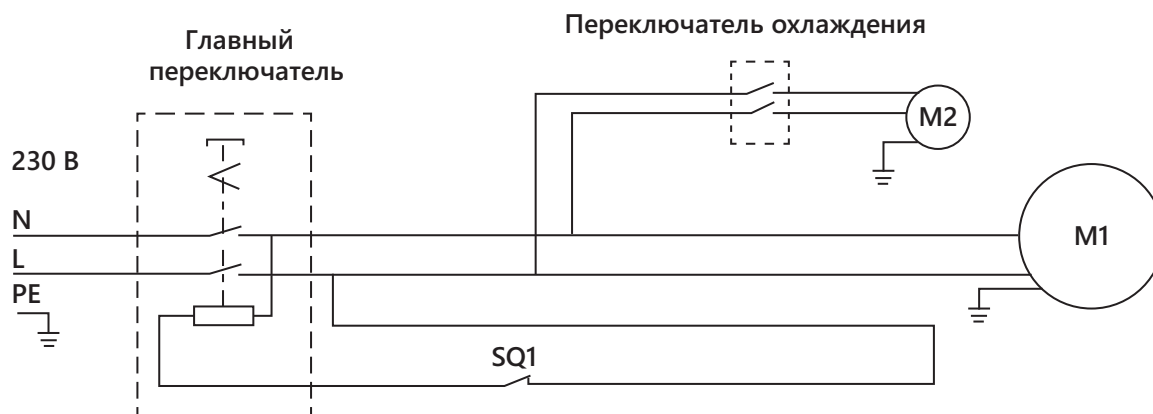 Главный
переключатель
Переключатель охлаждения
M2
230 В
N
L
PE
M1
SQ1